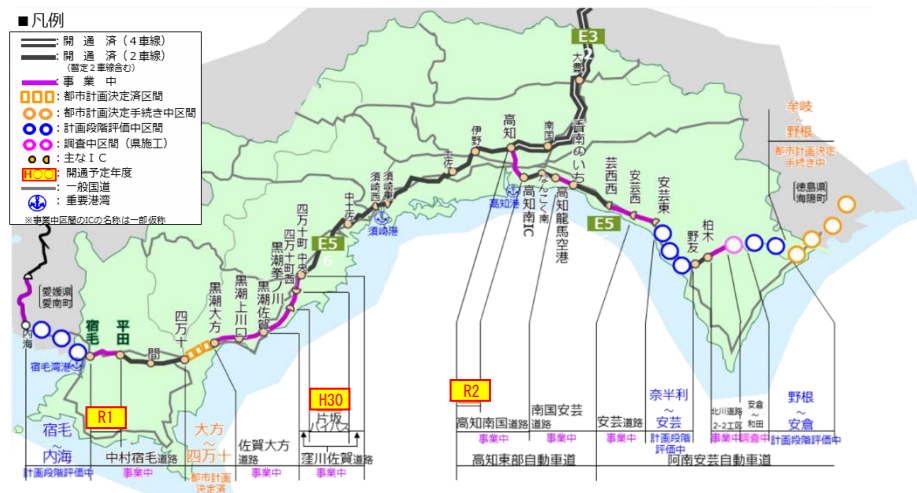 ■凡例
：開通済（4車線）
：開通済（2車線）
（暫定2車線含む）
：事業中
：都市計画決定済区間
：都市計画決定手続き中区間
：計画段階評価中区間
：調査中区間（県施工）
：主なIC
H〇〇：開通予定年度
：一般国道
：重要港湾
※事業中区間のICの名称は一部仮称
E3
大豊
高知
南国
香南のいち
伊野
土佐
須崎東
須崎西
中土佐
須崎港
四万十町中央
四万十町西
E5
黒潮拳ノ川
黒潮佐賀
黒潮上川口
黒潮大方
四万十
間
平田
宿毛
宿毛湾港
内海
愛媛県
愛南町
高知港
高知南IC
なんこく南
高知龍馬空港
芸西西
E5
安芸西
安芸東
野友
柏木
牟岐
～
野根
都市計画決定
手続き中
徳島県
海陽町
R1
H30
R2
宿毛
～
内海
計画段階評価中
中村宿毛道路
事業中
大方
～
四万十
都市計画
決定済
佐賀大方
道路
事業中
片坂
バイパス
窪川佐賀道路
事業中
高知南国道路
事業中
南国安芸
道路
事業中
高知東部自動車道
安芸道路
事業中
奈半利
～
安芸
計画段階
評価中
北川道路
2-2工区
事業中
安倉
～
和田
調査中
野根
～
安倉
計画段階評価中
阿南安芸自動車道